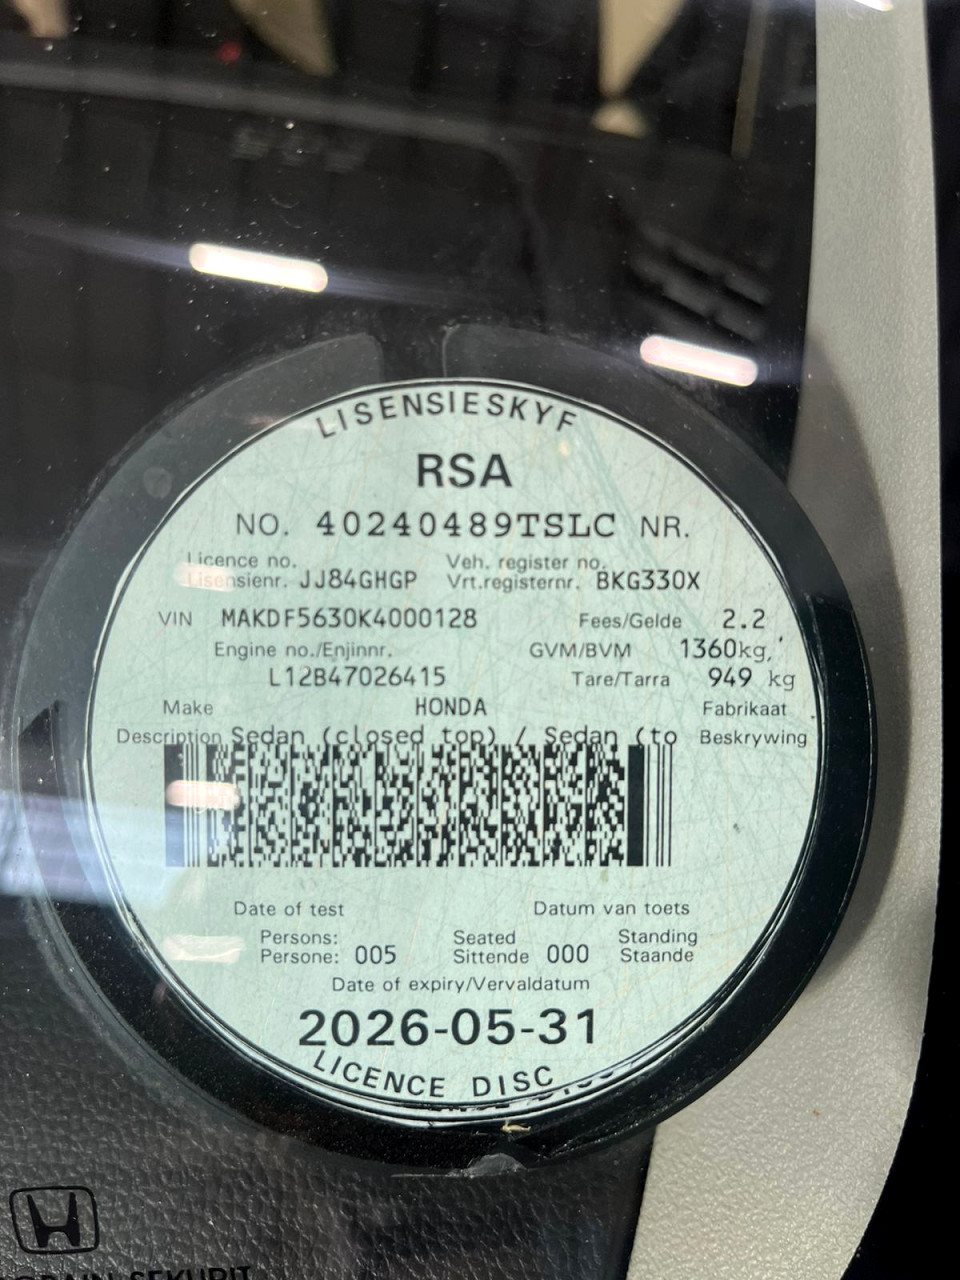 LISENSIESKYF
RSA
NO. 40240489TSLC NR.
Licence no. Veh. register no.
Lisensienr. JJ84GHGP Vrt.registernr. BKG330X
VIN MAKDF5630K4000128 Fees/Gelde 2.2
Engine no./Enjinnr. GVM/BVM 1360kg,
L12B47026415 Tare/Tarra 949 kg
Make HONDA Fabrikaat
Description Sedan (closed top) / Sedan (to Beskrywing
Date of test Datum van toets
Persons: Seated Standing
Persone: 005 Sittende 000 Staande
Date of expiry/Vervaldatum
2026-05-31
LICENCE DISC
SEKURIT